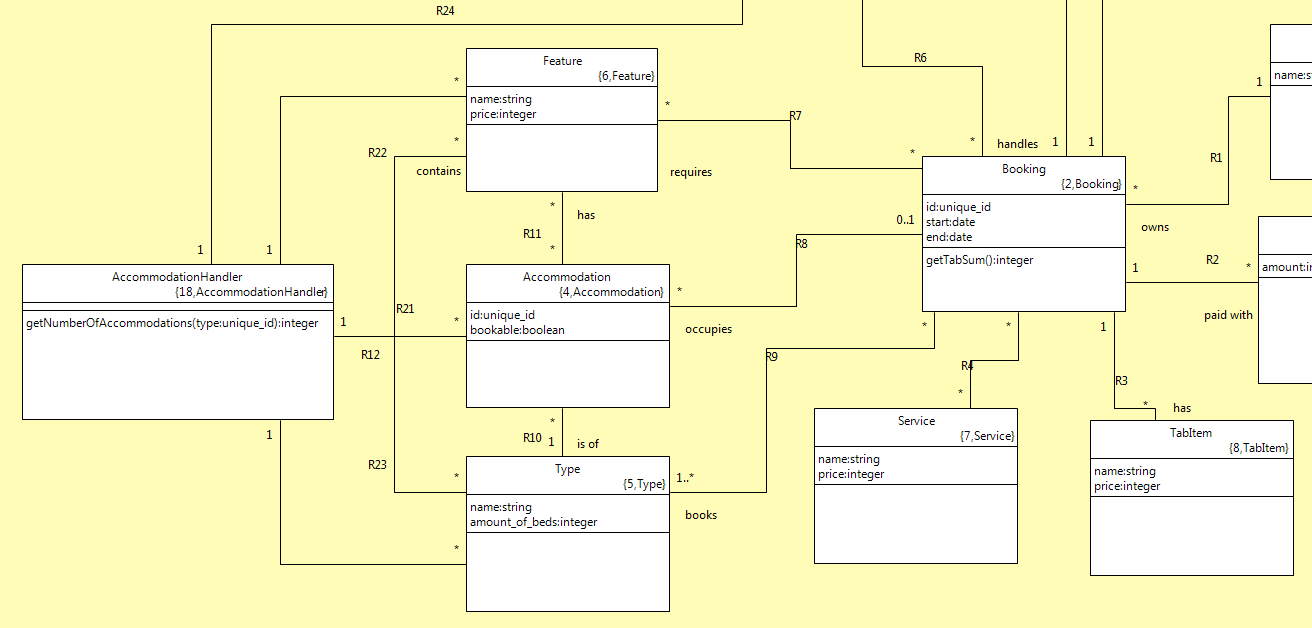 R24
R6
Feature
{6,Feature}
name:string
price:integer
*
*
*
R22
contains
R7
requires
*
*
handles
1
1
Booking
{2,Booking}
id:unique_id
start:date
end:date
getTabSum():integer
1
name:s
R1
*
owns
1
R2
*
amount:in
paid with
*
has
R11
*
0..1
R8
1
1
AccommodationHandler
{18,AccommodationHandler}
getNumberOfAccommodations(type:unique_id):integer
1
R21
R12
*
Accommodation
{4,Accommodation}
id:unique_id
bookable:boolean
*
occupies
*
*
1
R9
R4
*
R3
*
has
*
R10
1
is of
1
R23
*
*
Type
{5,Type}
name:string
amount_of_beds:integer
1..*
books
Service
{7,Service}
name:string
price:integer
TabItem
{8,TabItem}
name:string
price:integer